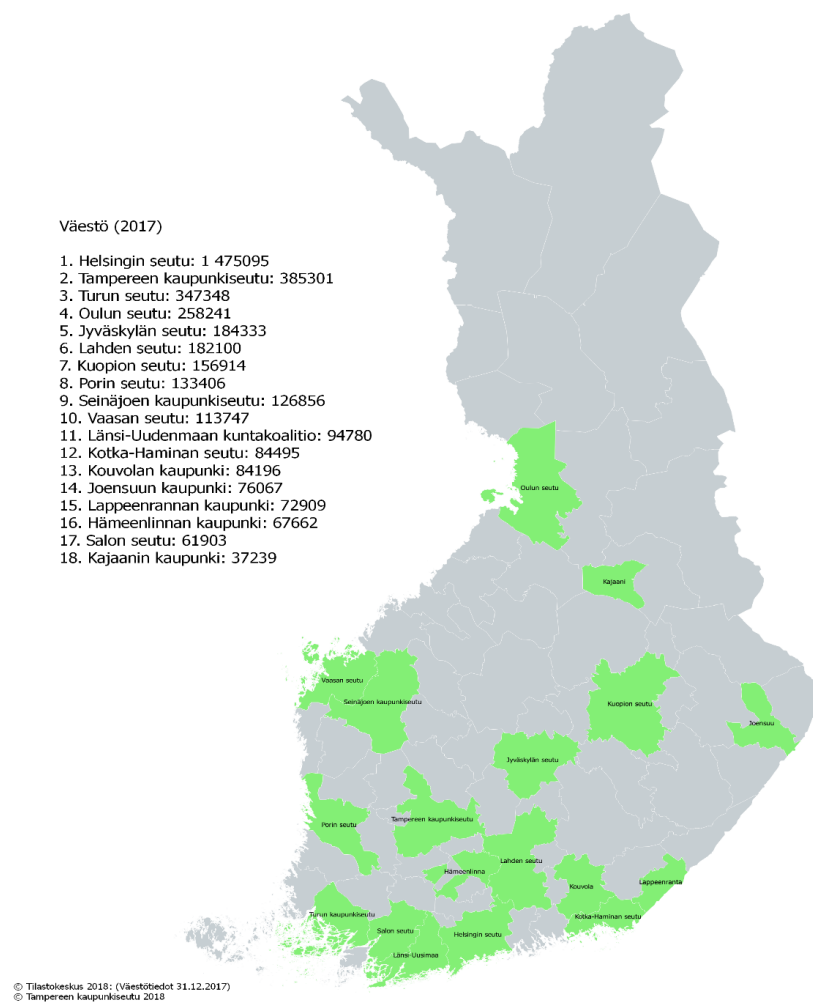 Väestö (2017)
1. Helsingin seutu: 1 475095
2. Tampereen kaupunkiseutu: 385301
3. Turun seutu: 347348
4. Oulun seutu: 258241
5. Jyväskylän seutu: 184333
6. Lahden seutu: 182100
7. Kuopion seutu: 156914
8. Porin seutu: 133406
9. Seinäjoen kaupunkiseutu: 126856
10. Vaasan seutu: 113747
11. Länsi-Uudenmaan kuntakoalitio: 94780
12. Kotka-Haminan seutu: 84495
13. Kouvolan kaupunki: 84196
14. Joensuun kaupunki: 76067
15. Lappeenrannan kaupunki: 72909
16. Hämeenlinnan kaupunki: 67662
17. Salon seutu: 61903
18. Kajaanin kaupunki: 37239
Oulun seutu
Kajaani
Vaasan seutu
Seinäjoen kaupunkiseutu
Kuopion seutu
Joensuu
Jyväskylän seutu
Porin seutu
Tampereen kaupunkiseutu
Lahden seutu
Hämeenlinna
Kouvola
Lappeenranta
Turun kaupunkiseutu
Kotka-Haminan seutu
Salon seutu
Helsingin seutu
Länsi-Uusimaa
© Tilastokeskus 2018: (Väestötiedot 31.12.2017)
© Tampereen kaupunkiseutu 2018